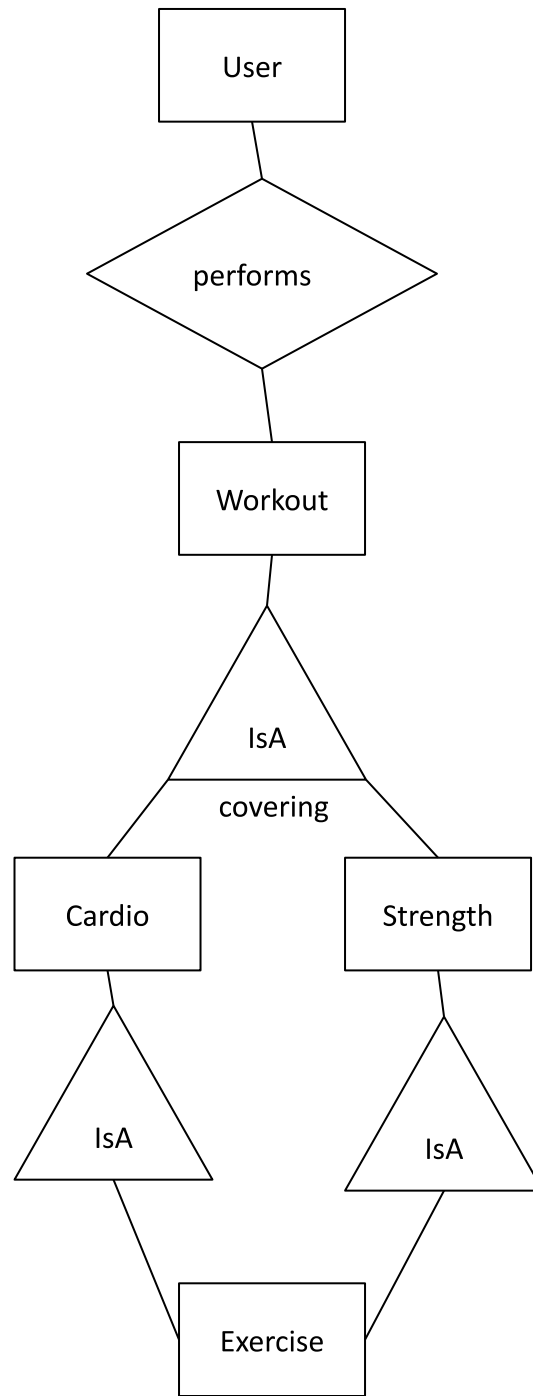 User
performs
Workout
IsA
covering
Cardio
Strength
IsA
IsA
Exercise